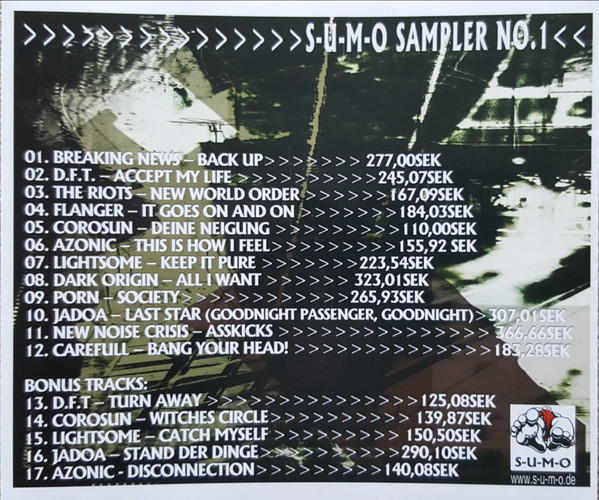 >>>>>>>>>>>>>>S-U-M-O SAMPLER NO.1<<
01. BREAKING NEWS – BACK UP>>>>>>> 277,00SEK
02. D.F.T. – ACCEPT MY LIFE>>>>>>>>>>245,07SEK
03. THE RIOTS – NEW WORLD ORDER>>>>>>167,09SEK
04. FLANGER – IT GOES ON AND ON>>>>>>>184,03SEK
05. COROSUN – DEINE NEIGUNG>>>>>>>>>110,00SEK
06. AZONIC – THIS IS HOW I FEEL>>>>>>>>155,92 SEK
07. LIGHTSOME – KEEP IT PURE>>>>>>>223,54SEK
08. DARK ORIGIN – ALL I WANT>>>>>>>323,01SEK
09. PORN – SOCIETY>>>>>>>>>>>>265,93SEK
10. JADOA – LAST STAR (GOODNIGHT PASSENGER, GOODNIGHT)>307,01SEK
11. NEW NOISE CRISIS – ASSKICKS>>>>>>>>>>>>>>>366,66SEK
12. CAREFULL – BANG YOUR HEAD!>>>>>>>>>>>>>>>183,28SEK
BONUS TRACKS:
13. D.F.T – TURN AWAY>>>>>>>>>>>>>>>>125,08SEK
14. COROSUN – WITCHES CIRCLE>>>>>>>>>>139,87SEK
15. LIGHTSOME – CATCH MYSELF>>>>>>>>>150,50SEK
16. JADOA – STAND DER DINGE>>>>>>>>>>290,10SEK
17. AZONIC - DISCONNECTION>>>>>>>>>140,08SEK
S-U-M-O
www.s-u-m-o.de